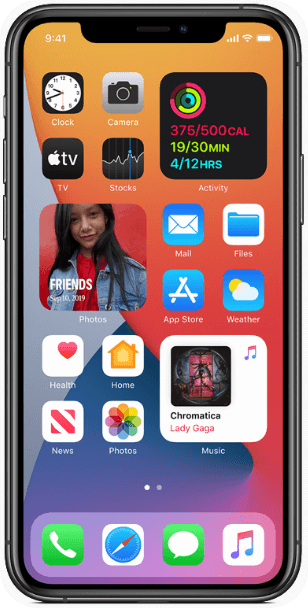 9:41
Clock
Camera
375/500CAL
19/30MIN
4/12HRS
tv
TV
Stocks
Activity
FRIENDS
Sep 10, 2019
Mail
Files
Photos
App Store
Weather
Health
Home
Chromatica
Lady Gaga
News
Photos
Music